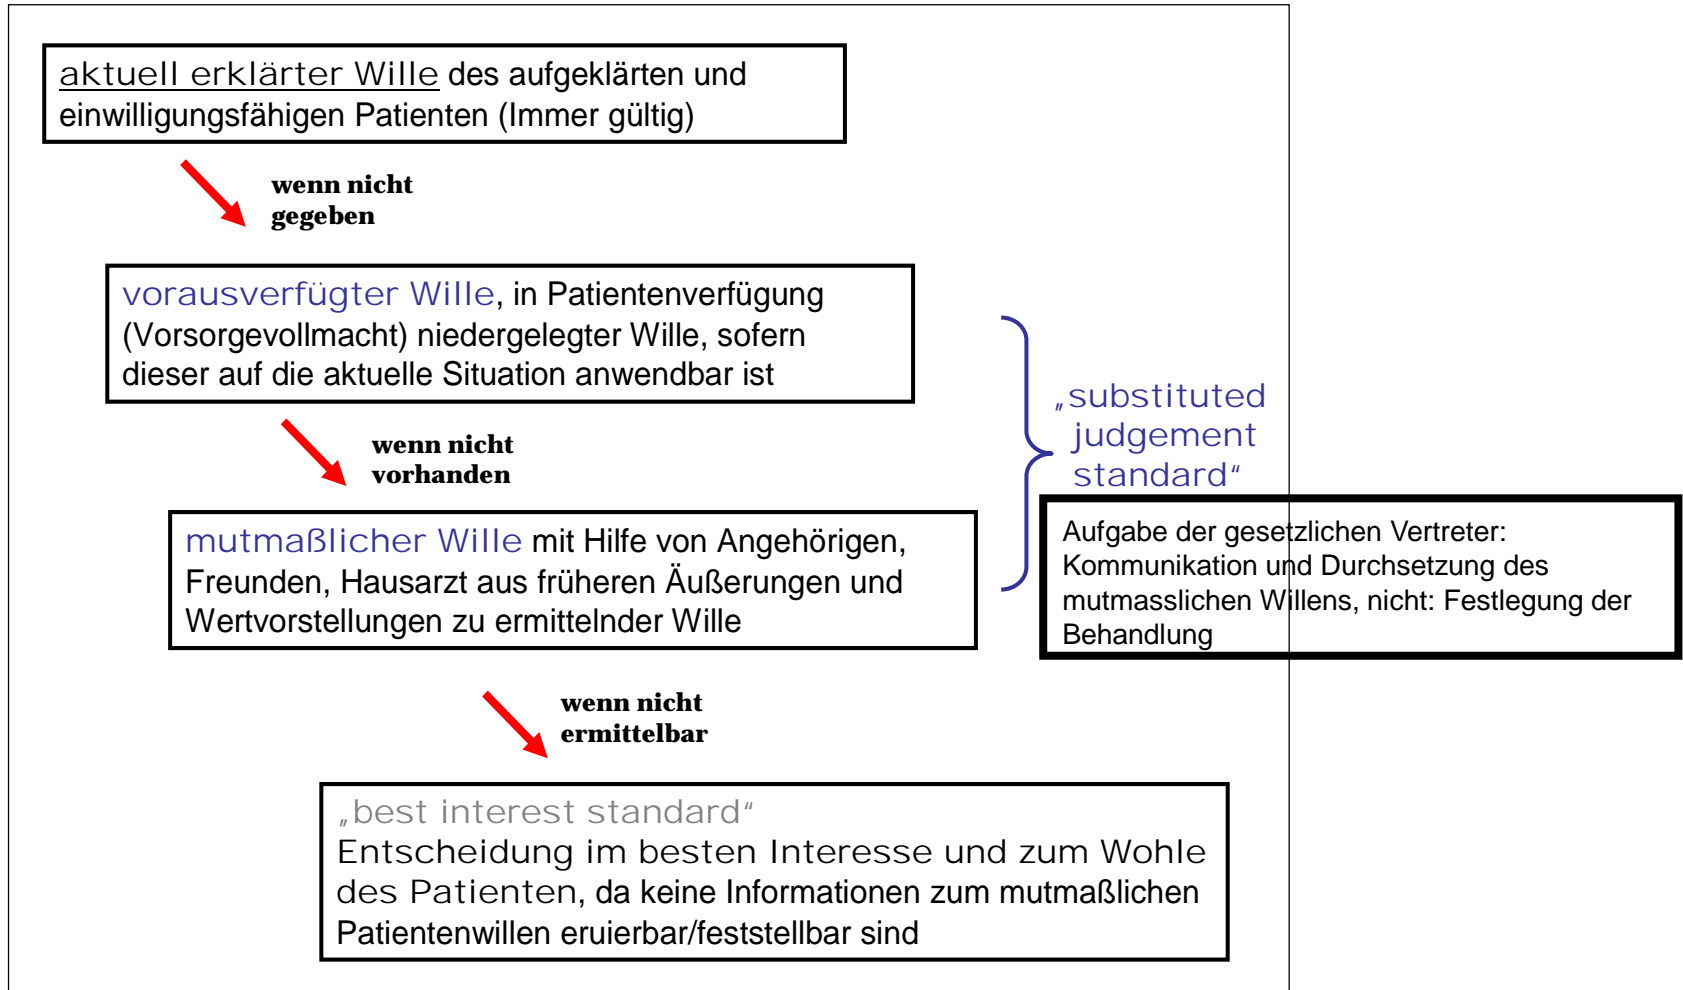 aktuell erklärter Wille des aufgeklärten und
einwilligungsfähigen Patienten (Immer gültig)
wenn nicht
gegeben
vorausverfügter Wille, in Patientenverfügung
(Vorsorgevollmacht) niedergelegter Wille, sofern
dieser auf die aktuelle Situation anwendbar ist
wenn nicht
vorhanden
mutmaßlicher Wille mit Hilfe von Angehörigen,
Freunden, Hausarzt aus früheren Äußerungen und
Wertvorstellungen zu ermittelnder Wille
„substituted
judgement
standard“
Aufgabe der gesetzlichen Vertreter:
Kommunikation und Durchsetzung des
mutmasslichen Willens, nicht: Festlegung der
Behandlung
wenn nicht
ermittelbar
„best interest standard“
Entscheidung im besten Interesse und zum Wohle
des Patienten, da keine Informationen zum mutmaßlichen
Patientenwillen eruierbar/feststellbar sind